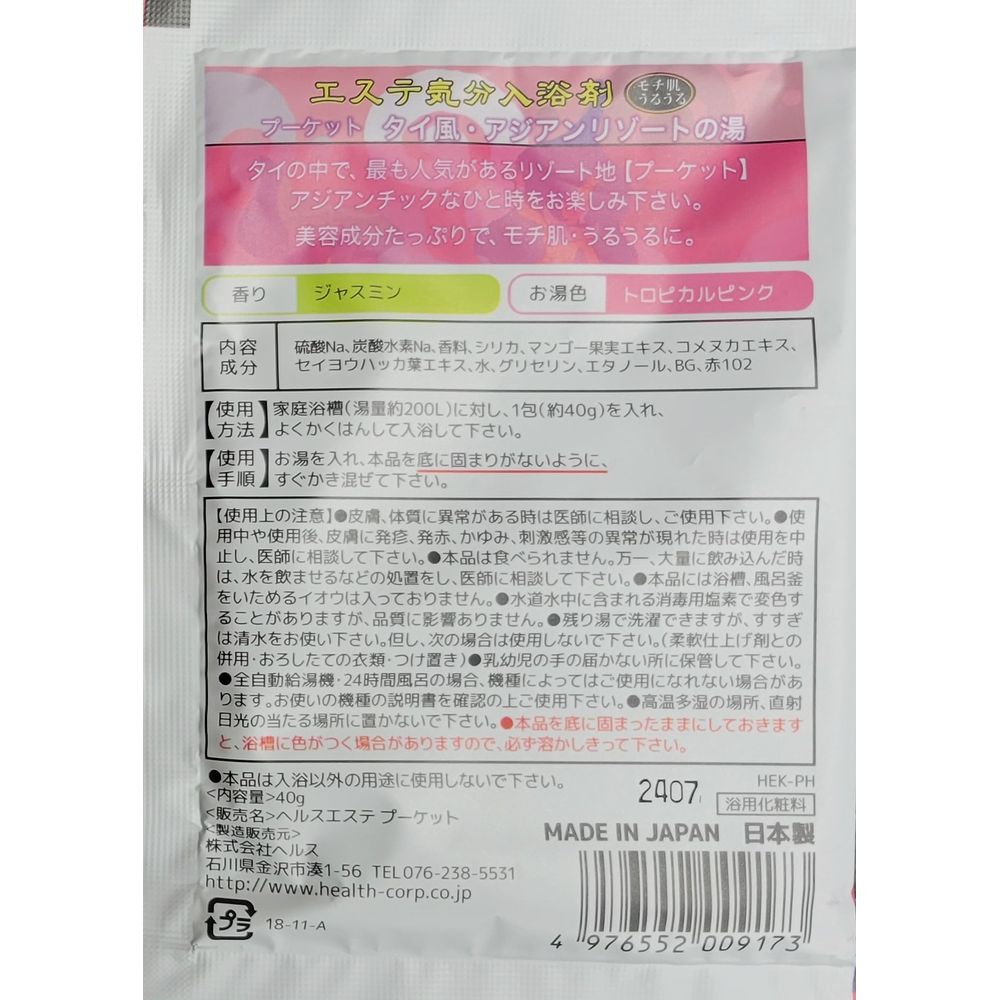 エステ気分入浴剤 モチ肌 うるうる
プーケット タイ風・アジアンリゾートの湯
タイの中で、最も人気があるリゾート地【プーケット】
アジアンチックなひと時をお楽しみ下さい。
美容成分たっぷりで、モチ肌・うるうるに。
香り ジャスミン お湯色 トロピカルピンク
内容成分
硫酸Na、炭酸水素Na、香料、シリカ、マンゴー果実エキス、コメヌカエキス、
セイヨウハッカ葉エキス、水、グリセリン、エタノール、BG、赤102
【使用方法】家庭浴槽(湯量約200L)に対し、1包(約40g)を入れ、
よくかくはんして入浴して下さい。
【使用手順】お湯を入れ、本品を底に固まりがないように、
すぐかき混ぜて下さい。
【使用上の注意】●皮膚、体質に異常がある時は医師に相談し、ご使用下さい。●使
用中や使用後、皮膚に発疹、発赤、かゆみ、刺激感等の異常が現れた時は使用を中
止し、医師に相談して下さい。●本品は食べられません。万一、大量に飲み込んだ時
は、水を飲ませるなどの処置をし、医師に相談して下さい。●本品には浴槽、風呂釜
をいためるイオウは入っておりません。●水道水中に含まれる消毒用塩素で変色す
ることがありますが、品質に影響ありません。●残り湯で洗濯できますが、すすぎ
は清水をお使い下さい。但し、次の場合は使用しないで下さい。(柔軟仕上げ剤との
併用・おろしたての衣類・つけ置き)●乳幼児の手の届かない所に保管して下さい。
●全自動給湯機・24時間風呂の場合、機種によってはご使用になれない場合があ
ります。お使いの機種の説明書を確認の上ご使用下さい。●高温多湿の場所、直射
日光の当たる場所に置かないで下さい。●本品を底に固まったままにしておきます
と、浴槽に色がつく場合がありますので、必ず溶かしきって下さい。
●本品は入浴以外の用途に使用しないで下さい。
<内容量>40g
<販売名>ヘルスエステ プーケット
<製造販売元>
株式会社ヘルス
石川県金沢市湊1-56 TEL076-238-5531
http://www.health-corp.co.jp
プラ 18-11-A
2407
HEK-PH
浴用化粧料
MADE IN JAPAN 日本製
4 976552 009173